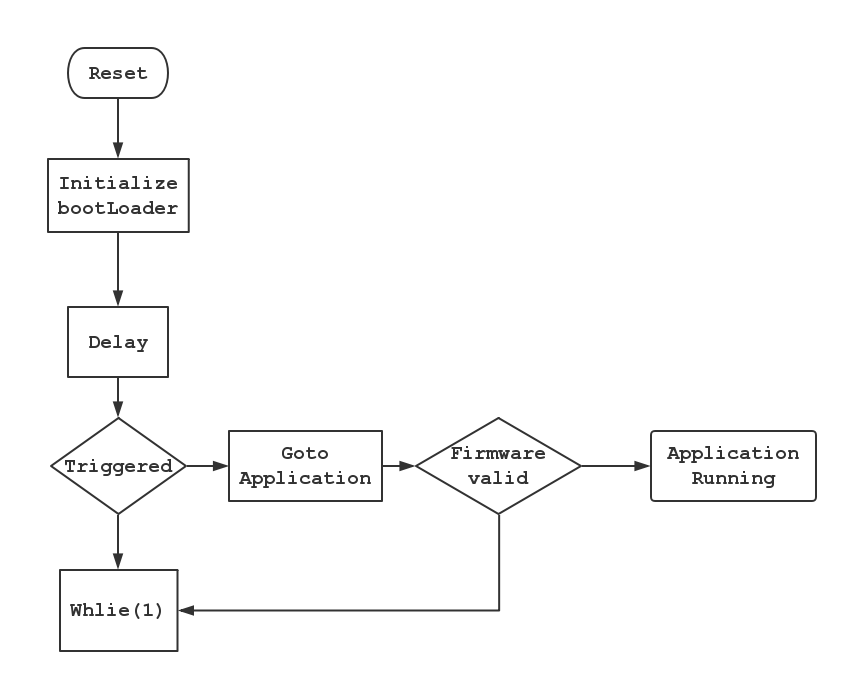 Reset
Initialize
bootLoader
Delay
Triggered
Goto
Application
Firmware
valid
Application
Running
Whlie(1)